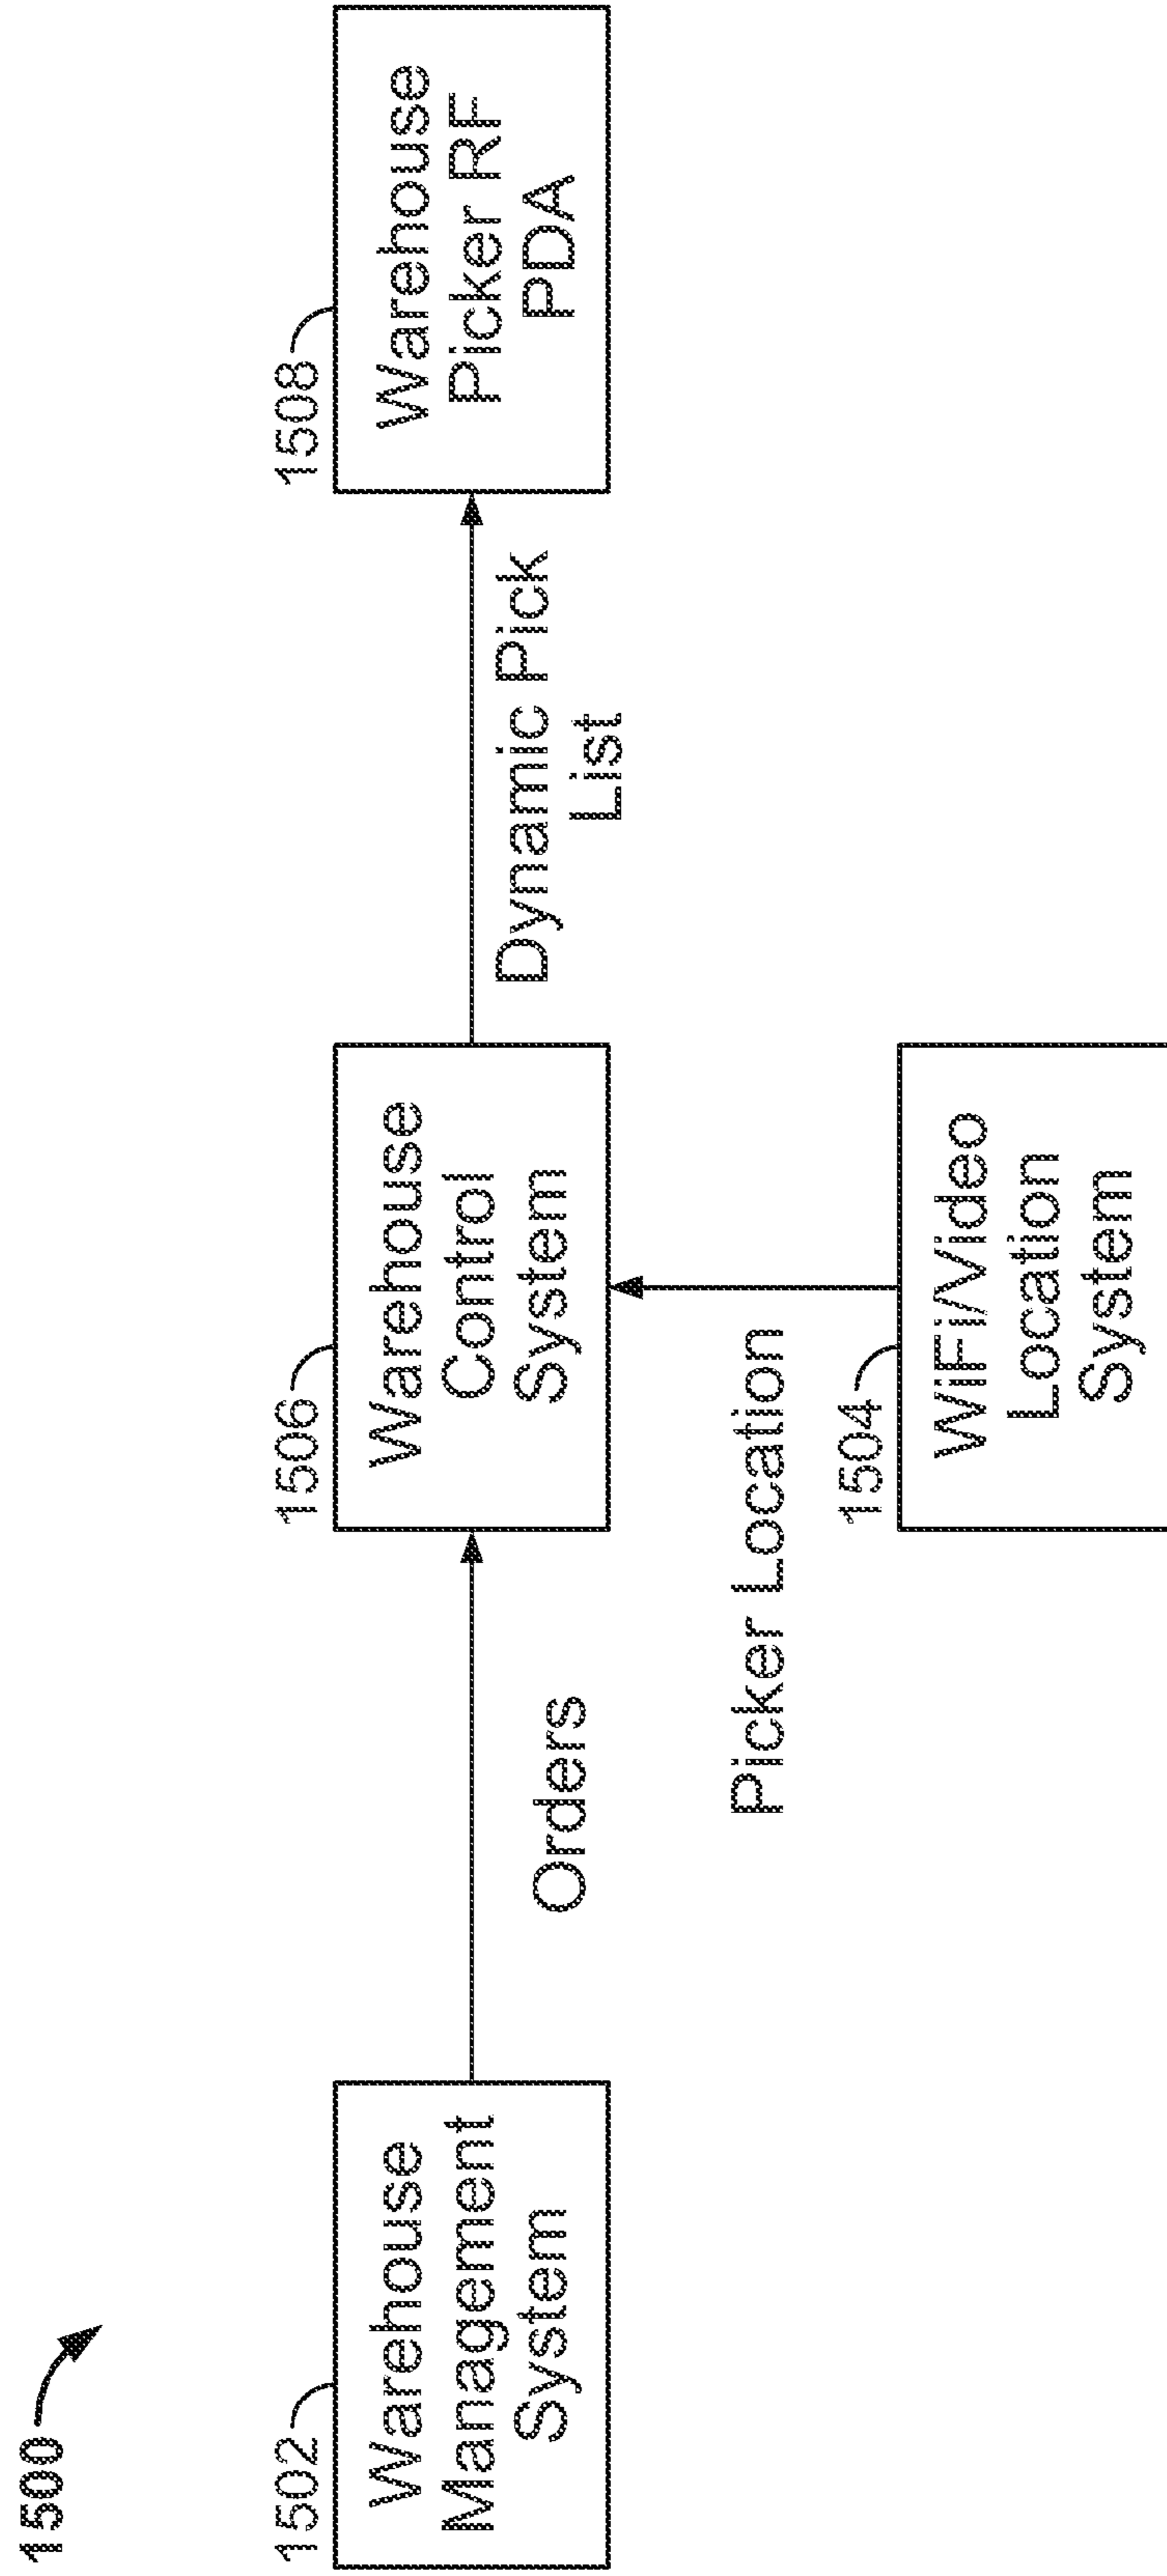 1500
1502
Warehouse
Management
System
Orders
1506
Warehouse
Control
System
Dynamic Pick
List
1508
Warehouse
Picker RF
PDA
Picker Location
1504
WiFi/Video
Location
System